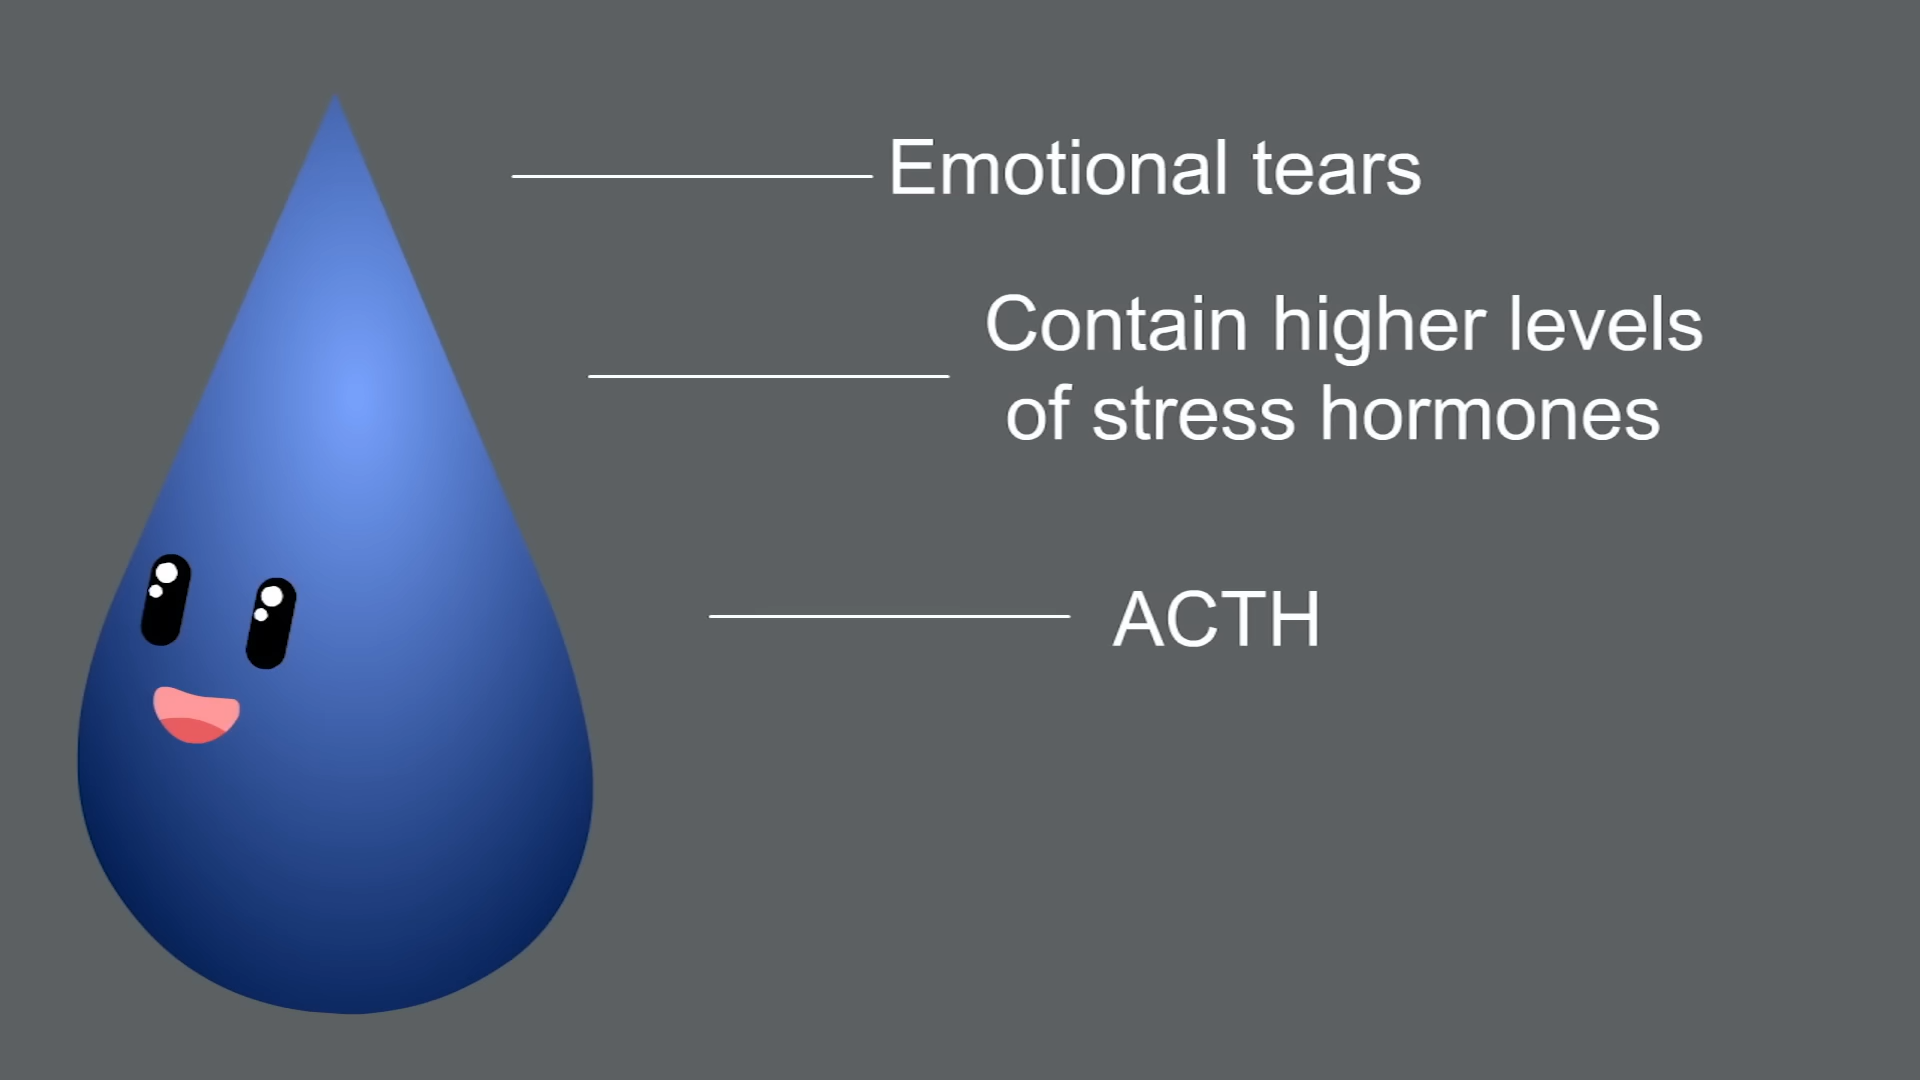 Emotional tears
Contain higher levels
of stress hormones
ACTH